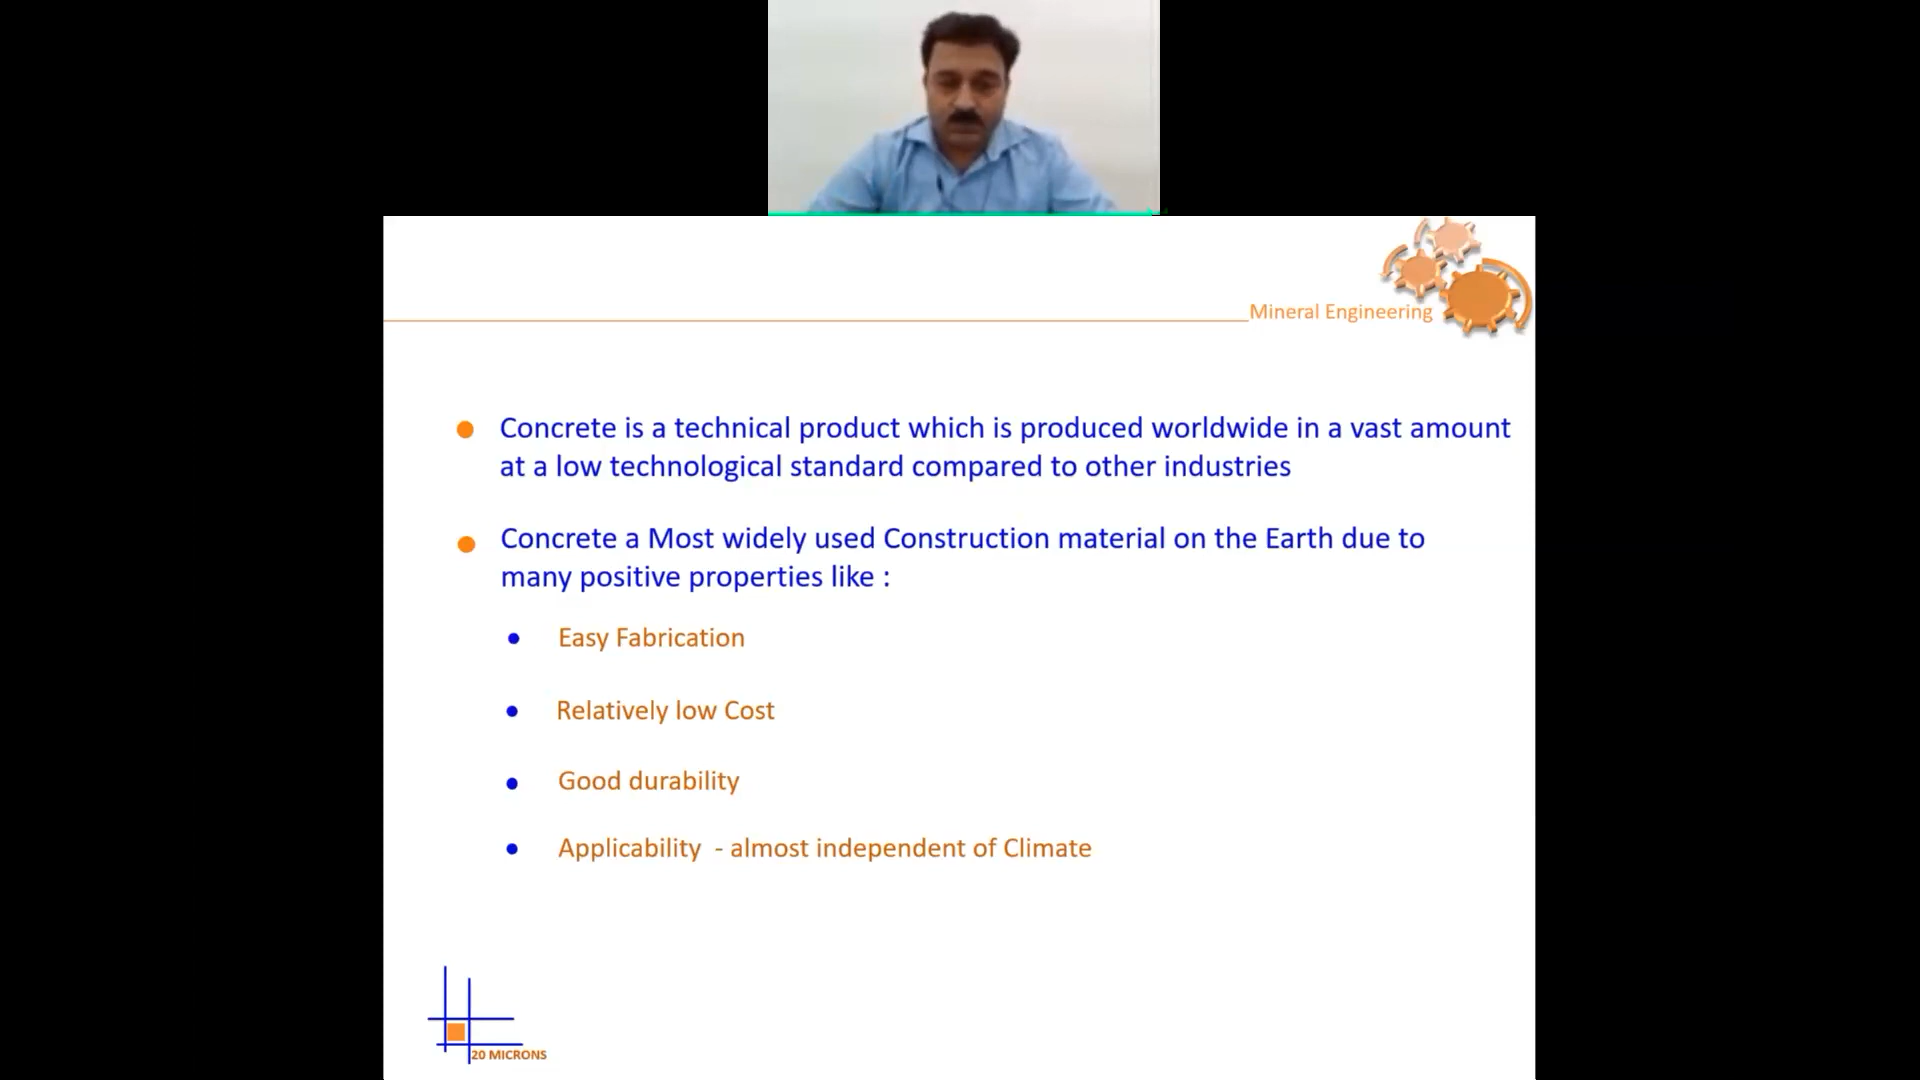 Mineral Engineering
Concrete is a technical product which is produced worldwide in a vast amount
at a low technological standard compared to other industries
Concrete a Most widely used Construction material on the Earth due to
many positive properties like :
Easy Fabrication
Relatively low Cost
Good durability
Applicability - almost independent of Climate
20 MICRONS